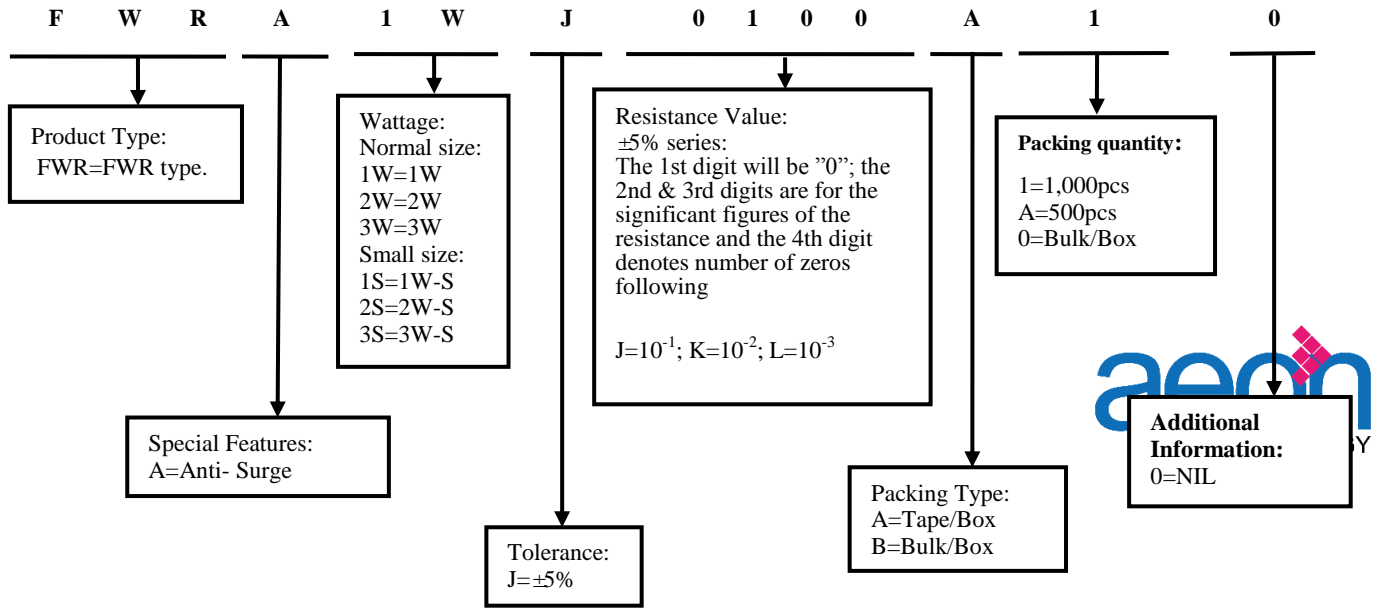 F W R A 1 W J 0 1 0 0 A 1 0
Product Type:
FWR=FWR type.
Wattage:
Normal size:
1W=1W
2W=2W
3W=3W
Small size:
1S=1W-S
2S=2W-S
3S=3W-S
Resistance Value:
±5% series:
The 1st digit will be ”0”; the
2nd & 3rd digits are for the
significant figures of the
resistance and the 4th digit
denotes number of zeros
following
J=10⁻¹; K=10⁻²; L=10⁻³
Packing quantity:
1=1,000pcs
A=500pcs
0=Bulk/Box
Special Features:
A=Anti- Surge
Additional
Information:
0=NIL
Packing Type:
A=Tape/Box
B=Bulk/Box
Tolerance:
J=±5%